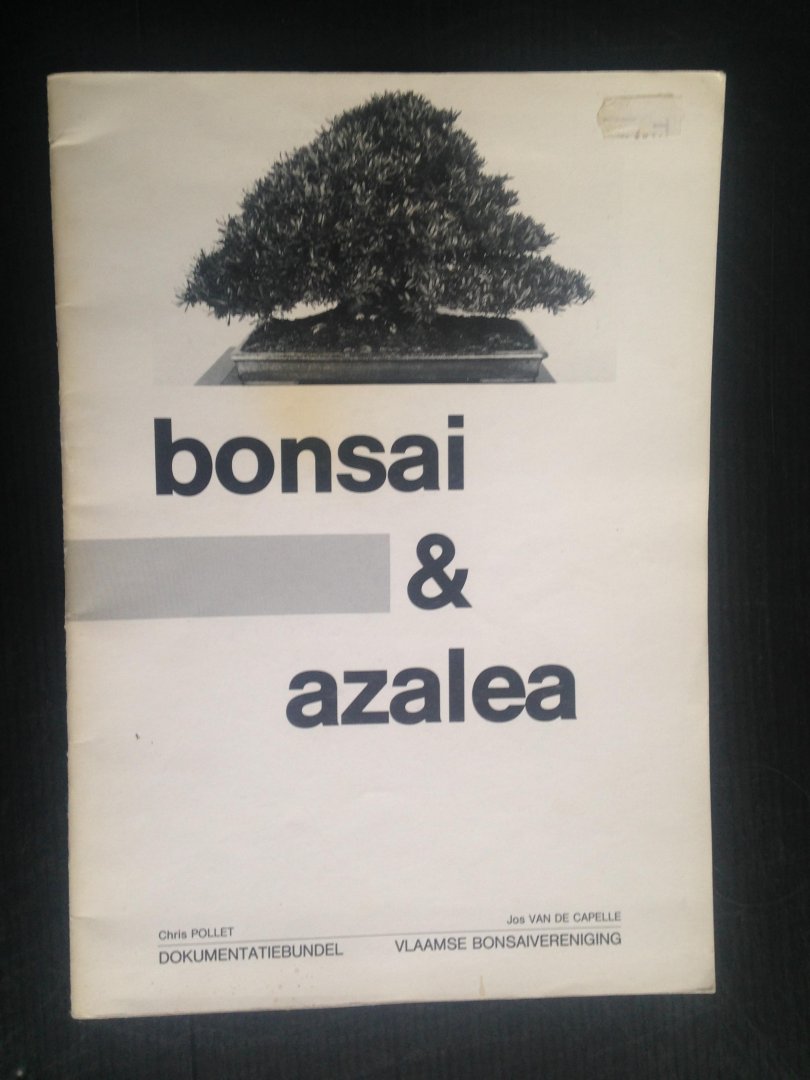 bonsai
&
azalea
Chris POLLET
Jos VAN DE CAPELLE
DOKUMENTATIEBUNDEL
VLAAMSE BONSAIVERENIGING